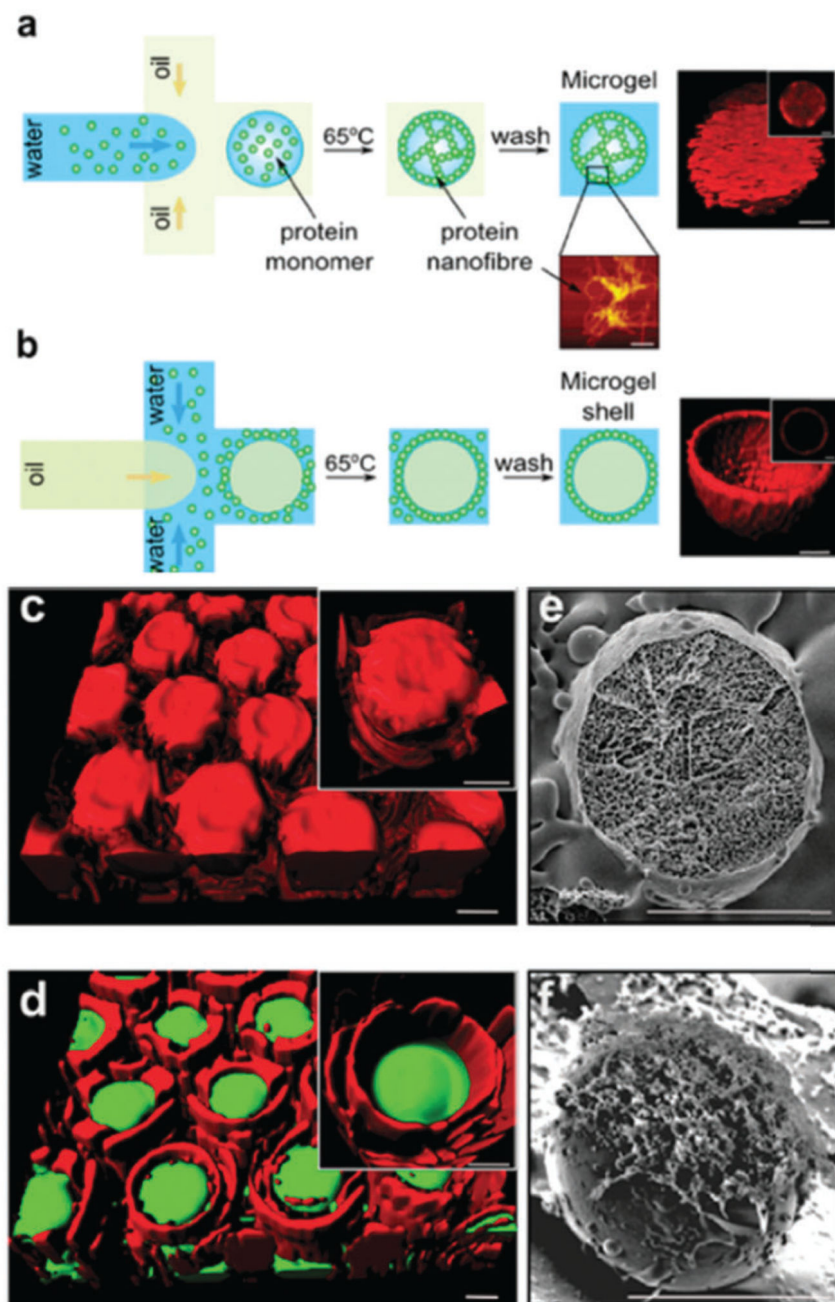 a
oil
water
oil
65°C
wash
Microgel
protein
monomer
protein
nanofibre
b
water
oil
water
65°C
wash
Microgel
shell
c
e
d
f